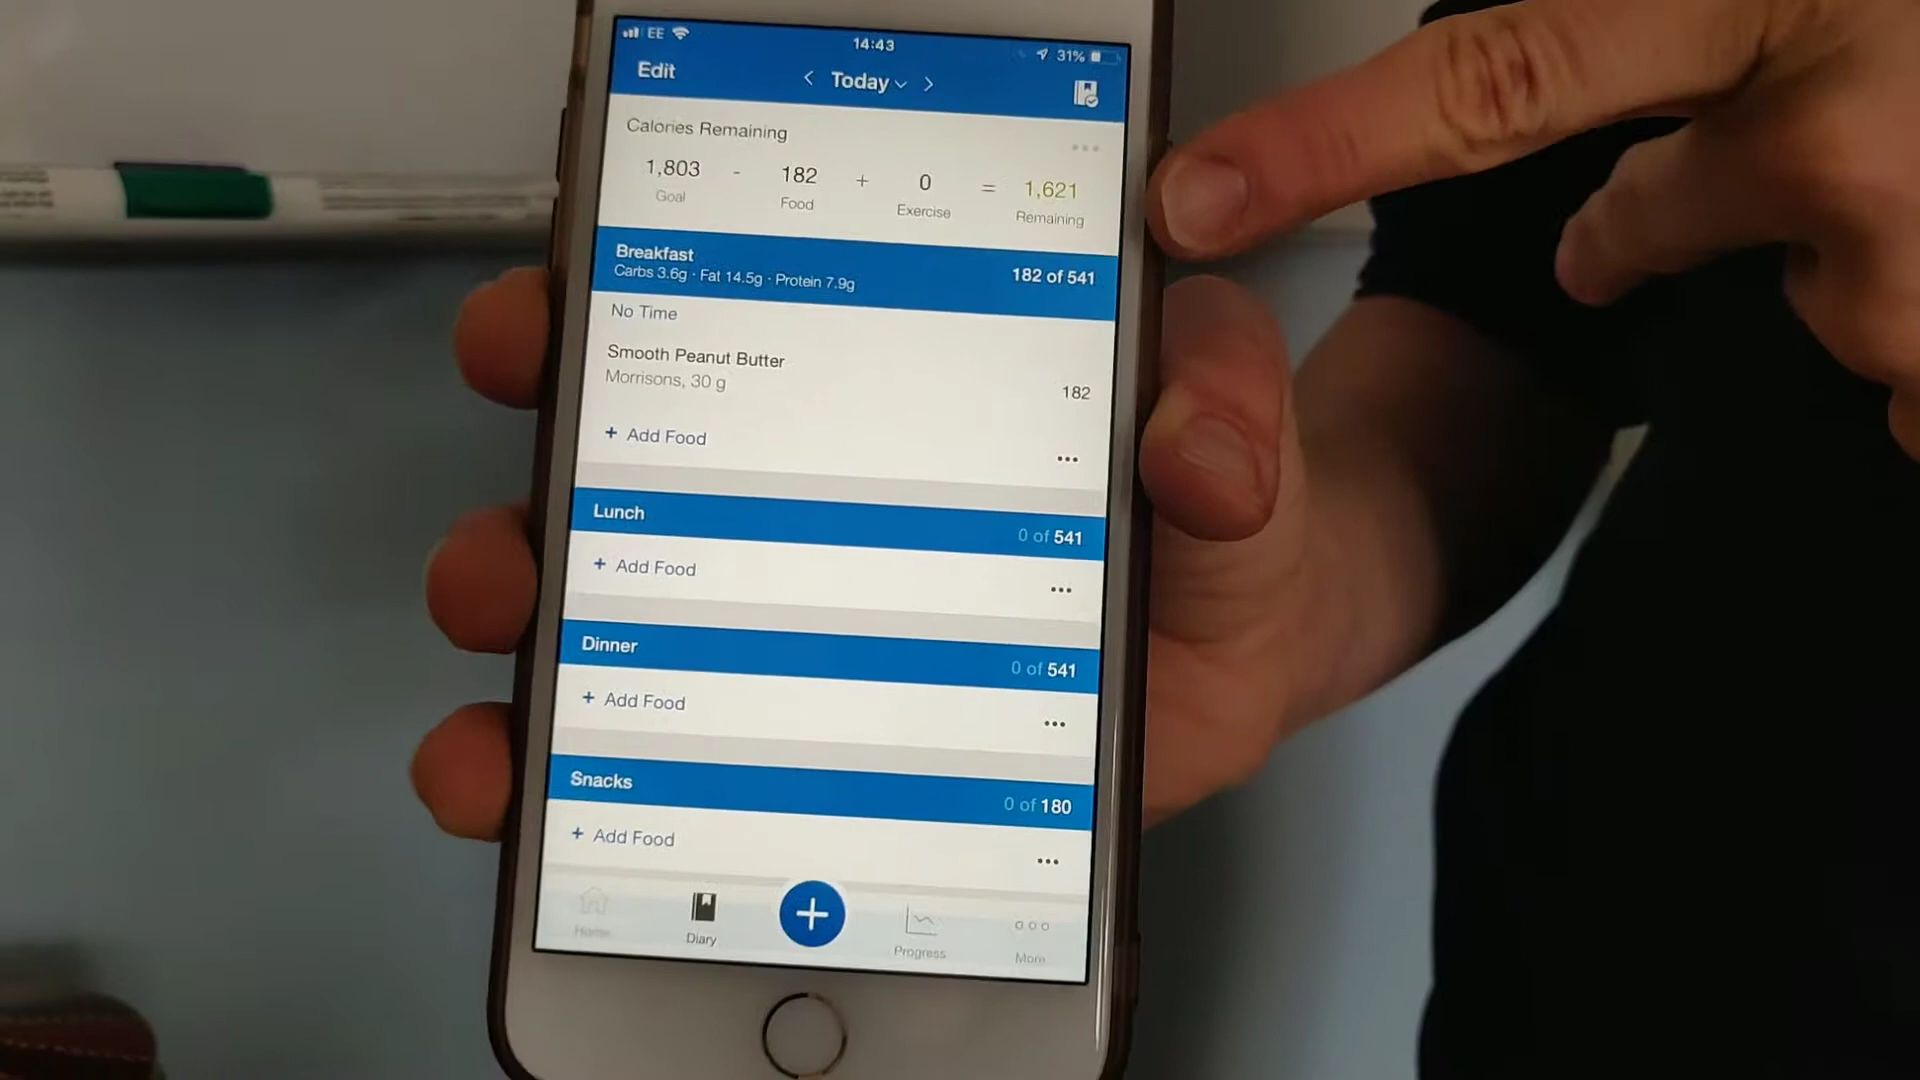 EE 14:43 31%
Edit < Today >
Calories Remaining
1,803 - 182 + 0 = 1,621
Goal Food Exercise Remaining
Breakfast 182 of 541
Carbs 3.6g · Fat 14.5g · Protein 7.9g
No Time
Smooth Peanut Butter
Morrisons, 30 g 182
+ Add Food
Lunch 0 of 541
+ Add Food
Dinner 0 of 541
+ Add Food
Snacks 0 of 180
+ Add Food
Home Diary Progress More